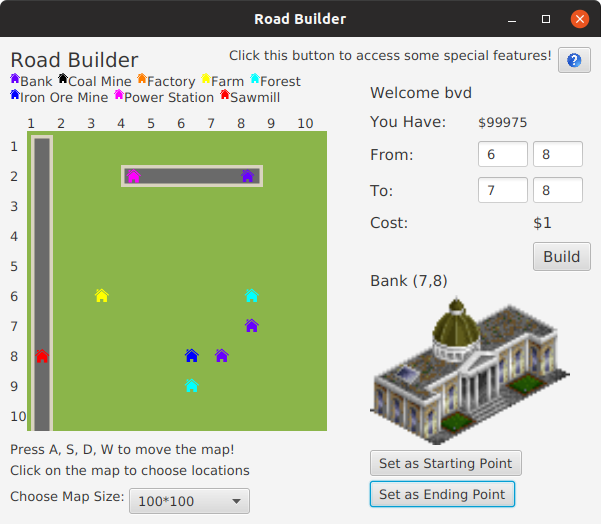 Road Builder
Road Builder
Click this button to access some special features!
?
Bank Coal Mine Factory Farm Forest
Iron Ore Mine Power Station Sawmill
1 2 3 4 5 6 7 8 9 10
1
2
3
4
5
6
7
8
9
10
Press A, S, D, W to move the map!
Click on the map to choose locations
Choose Map Size: 100*100
Welcome bvd
You Have: $99975
From: 6 8
To: 7 8
Cost: $1
Build
Bank (7,8)
Set as Starting Point
Set as Ending Point